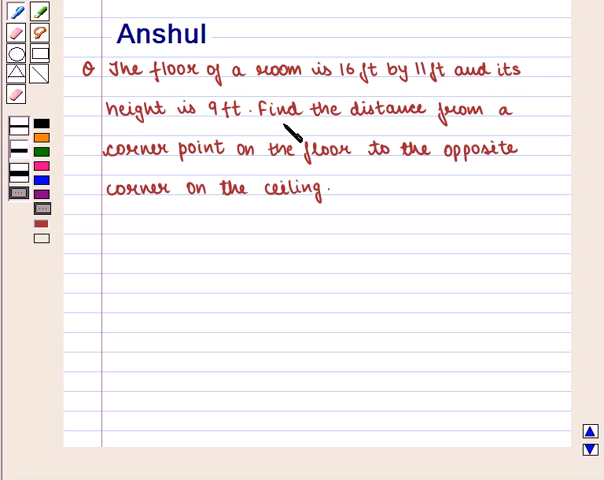 Anshul
Q The floor of a room is 16 ft by 11 ft and its
height is 9 ft. Find the distance from a
corner point on the floor to the opposite
corner on the ceiling.